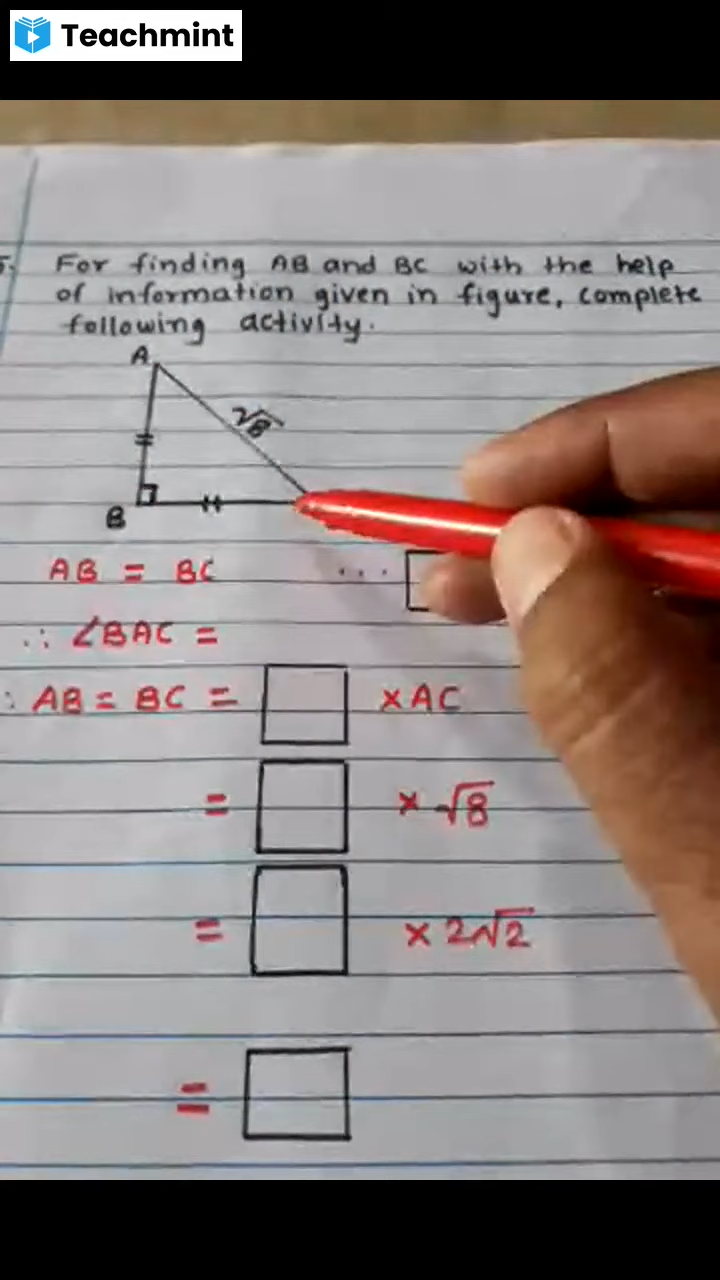 Teachmint
5. For finding AB and BC with the help
of information given in figure, complete
following activity.
A
√8
B
AB = BC ...
∴ ∠BAC =
∴ AB = BC = × AC
= × √8
= × 2√2
=